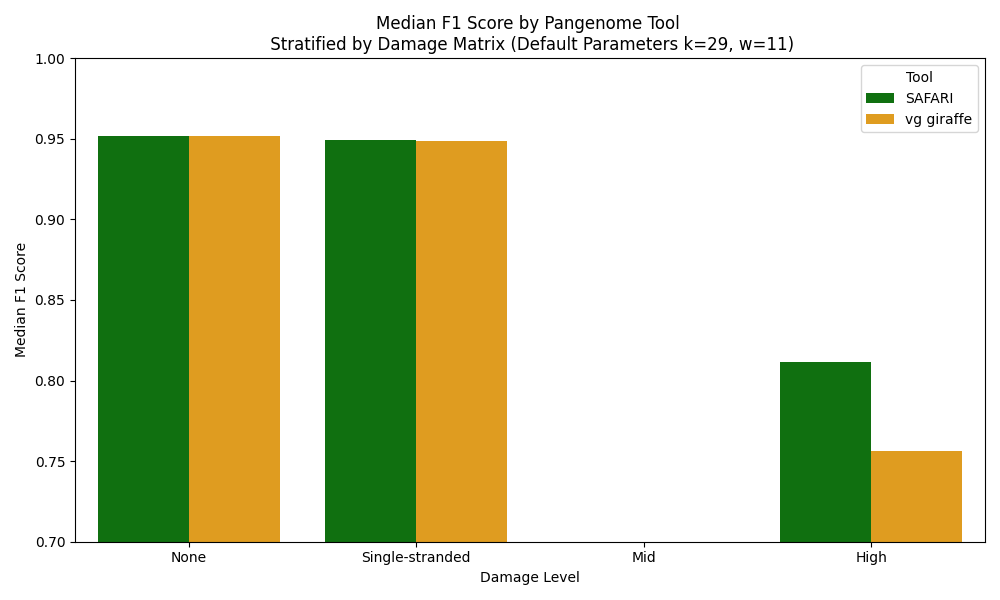 Median F1 Score by Pangenome Tool
Stratified by Damage Matrix (Default Parameters k=29, w=11)
Tool
SAFARI
vg giraffe
Median F1 Score
1.00
0.95
0.90
0.85
0.80
0.75
0.70
None
Single-stranded
Mid
High
Damage Level